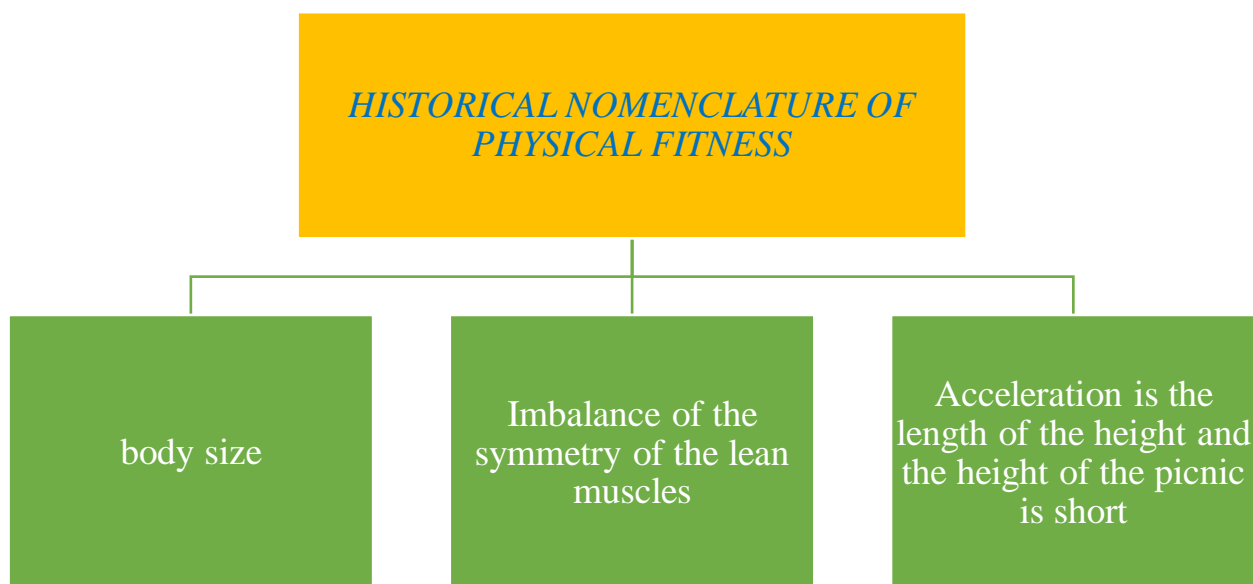 HISTORICAL NOMENCLATURE OF
PHYSICAL FITNESS
body size
Imbalance of the
symmetry of the lean
muscles
Acceleration is the
length of the height and
the height of the picnic
is short